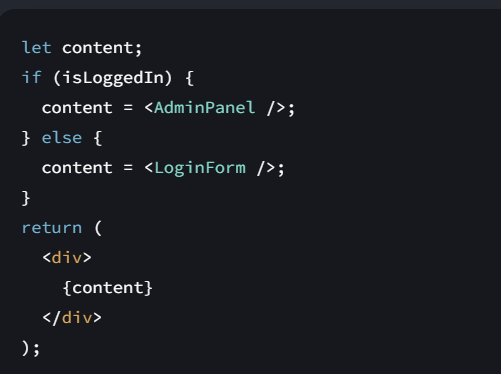 let content;
if (isLoggedIn) {
  content = <AdminPanel />;
} else {
  content = <LoginForm />;
}
return (
  <div>
    {content}
  </div>
);